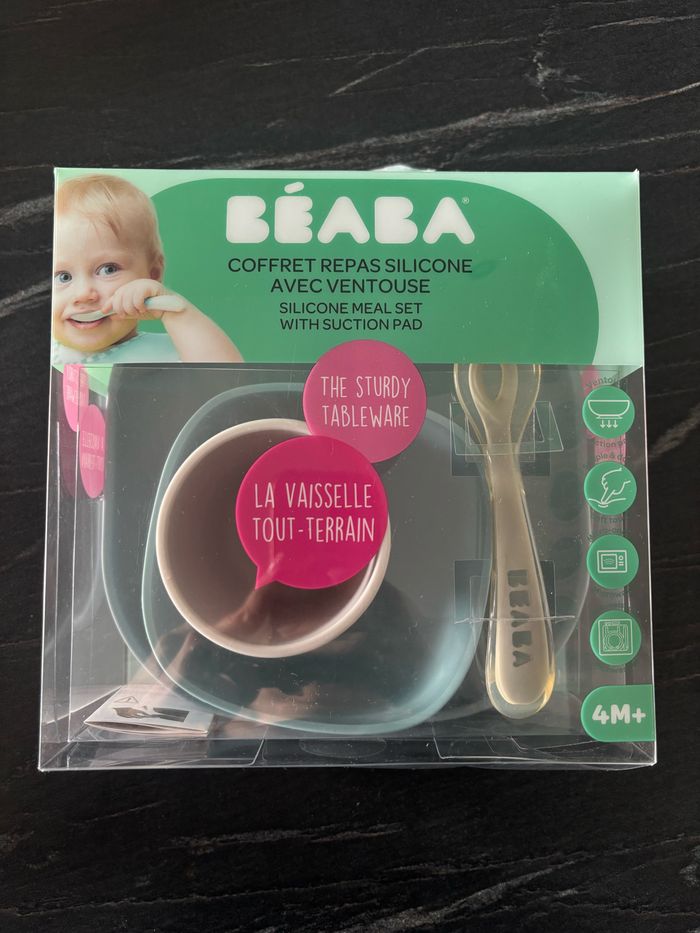 BÉABA®
COFFRET REPAS SILICONE
AVEC VENTOUSE
SILICONE MEAL SET
WITH SUCTION PAD
THE STURDY
TABLEWARE
LA VAISSELLE
TOUT-TERRAIN
BÉABA
4M+